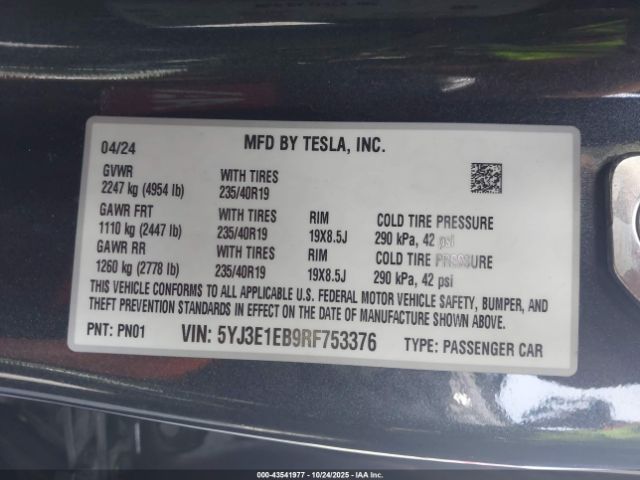 04/24 MFD BY TESLA, INC.
GVWR WITH TIRES
2247 kg (4954 lb) 235/40R19
GAWR FRT WITH TIRES RIM COLD TIRE PRESSURE
1110 kg (2447 lb) 235/40R19 19X8.5J 290 kPa, 42 psi
GAWR RR WITH TIRES RIM COLD TIRE PRESSURE
1260 kg (2778 lb) 235/40R19 19X8.5J 290 kPa, 42 psi
THIS VEHICLE CONFORMS TO ALL APPLICABLE U.S. FEDERAL MOTOR VEHICLE SAFETY, BUMPER, AND
THEFT PREVENTION STANDARDS IN EFFECT ON THE DATE OF MANUFACTURE SHOWN ABOVE.
PNT: PN01 VIN: 5YJ3E1EB9RF753376 TYPE: PASSENGER CAR
000-43541977 - 10/24/2025 - COPART